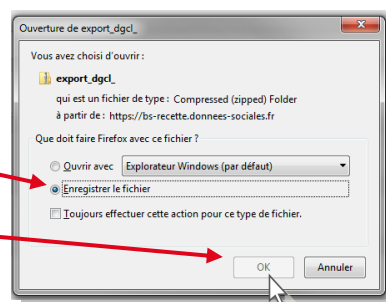 Ouverture de export_dgcl_
Vous avez choisi d'ouvrir :
export_dgcl_
qui est un fichier de type : Compressed (zipped) Folder
à partir de : https://bs-recette.donnees-sociales.fr
Que doit faire Firefox avec ce fichier ?
Ouvrir avec Explorateur Windows (par défaut)
Enregistrer le fichier
Toujours effectuer cette action pour ce type de fichier.
OK Annuler